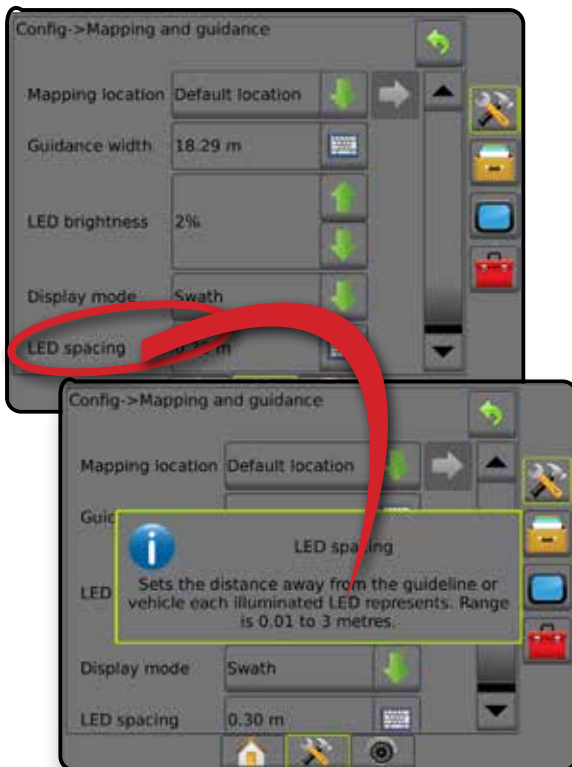 Config->Mapping and guidance
Mapping location Default location
Guidance width 18.29 m
LED brightness 2%
Display mode Swath
LED spacing m
Config->Mapping and guidance
Mapping location Default location
LED spacing
Sets the distance away from the guideline or
LED
vehicle each illuminated LED represents. Range
is 0.01 to 3 metres.
Display mode Swath
LED spacing 0.30 m